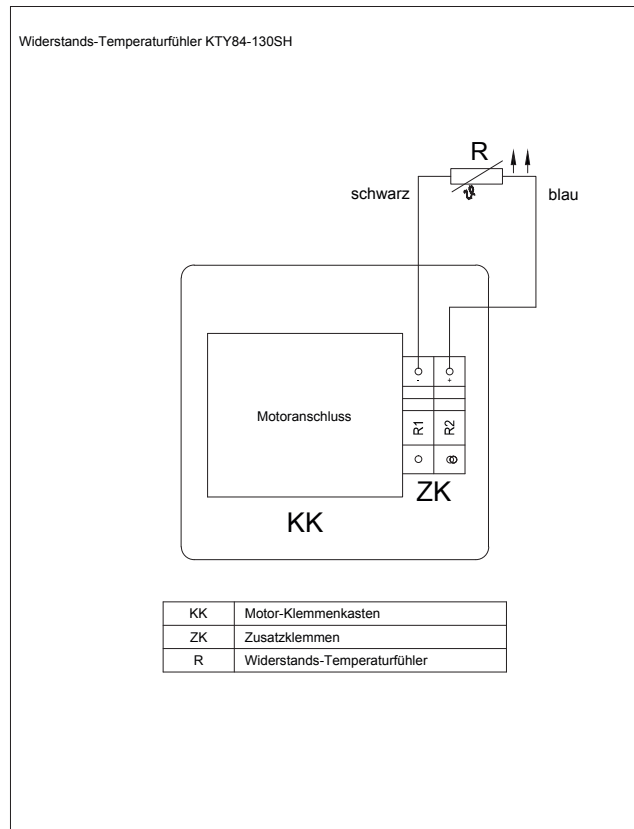 Widerstands-Temperaturfühler KTY84-130SH
R
ϑ
schwarz
blau
- +
Motoranschluss
R1 R2
ZK
KK
KK Motor-Klemmenkasten
ZK Zusatzklemmen
R Widerstands-Temperaturfühler